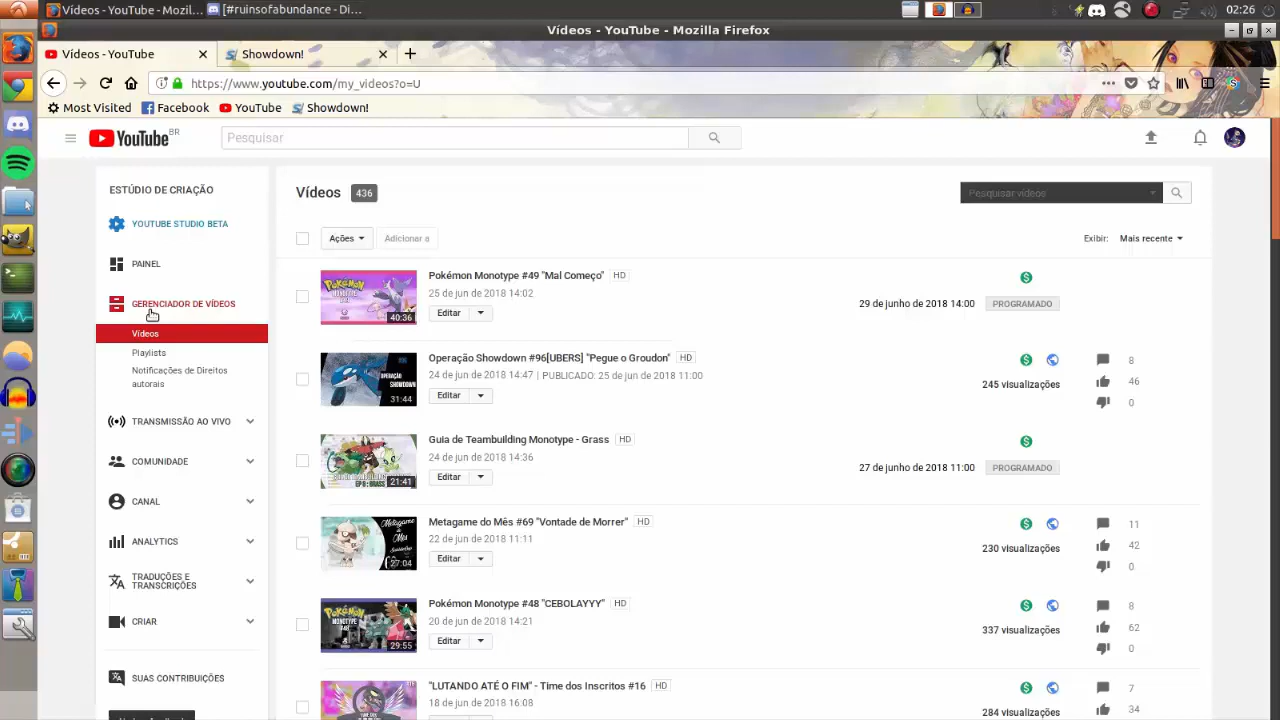 Vídeos - YouTube - Mozil...
[#ruinsofabundance - Di...
02:26
Vídeos - YouTube - Mozilla Firefox
Vídeos - YouTube
Showdown!
https://www.youtube.com/my_videos?o=U
Most Visited
Facebook
YouTube
Showdown!
YouTube BR
Pesquisar
ESTÚDIO DE CRIAÇÃO
YOUTUBE STUDIO BETA
PAINEL
GERENCIADOR DE VÍDEOS
Vídeos
Playlists
Notificações de Direitos
autorais
TRANSMISSÃO AO VIVO
COMUNIDADE
CANAL
ANALYTICS
TRADUÇÕES E
TRANSCRIÇÕES
CRIAR
SUAS CONTRIBUIÇÕES
Vídeos 436
Pesquisar vídeos
Ações
Adicionar a
Exibir: Mais recente
40:36
Pokémon Monotype #49 "Mal Começo" HD
25 de jun de 2018 14:02
Editar
29 de junho de 2018 14:00 PROGRAMADO
31:44
Operação Showdown #96[UBERS] "Pegue o Groudon" HD
24 de jun de 2018 14:47 | PUBLICADO: 25 de jun de 2018 11:00
Editar
245 visualizações
8
46
0
21:41
Guia de Teambuilding Monotype - Grass HD
24 de jun de 2018 14:36
Editar
27 de junho de 2018 11:00 PROGRAMADO
27:04
Metagame do Mês #69 "Vontade de Morrer" HD
22 de jun de 2018 11:11
Editar
230 visualizações
11
42
0
29:55
Pokémon Monotype #48 "CEBOLAYYY" HD
20 de jun de 2018 14:21
Editar
337 visualizações
8
62
0
"LUTANDO ATÉ O FIM" - Time dos Inscritos #16 HD
18 de jun de 2018 16:08
284 visualizações
7
34